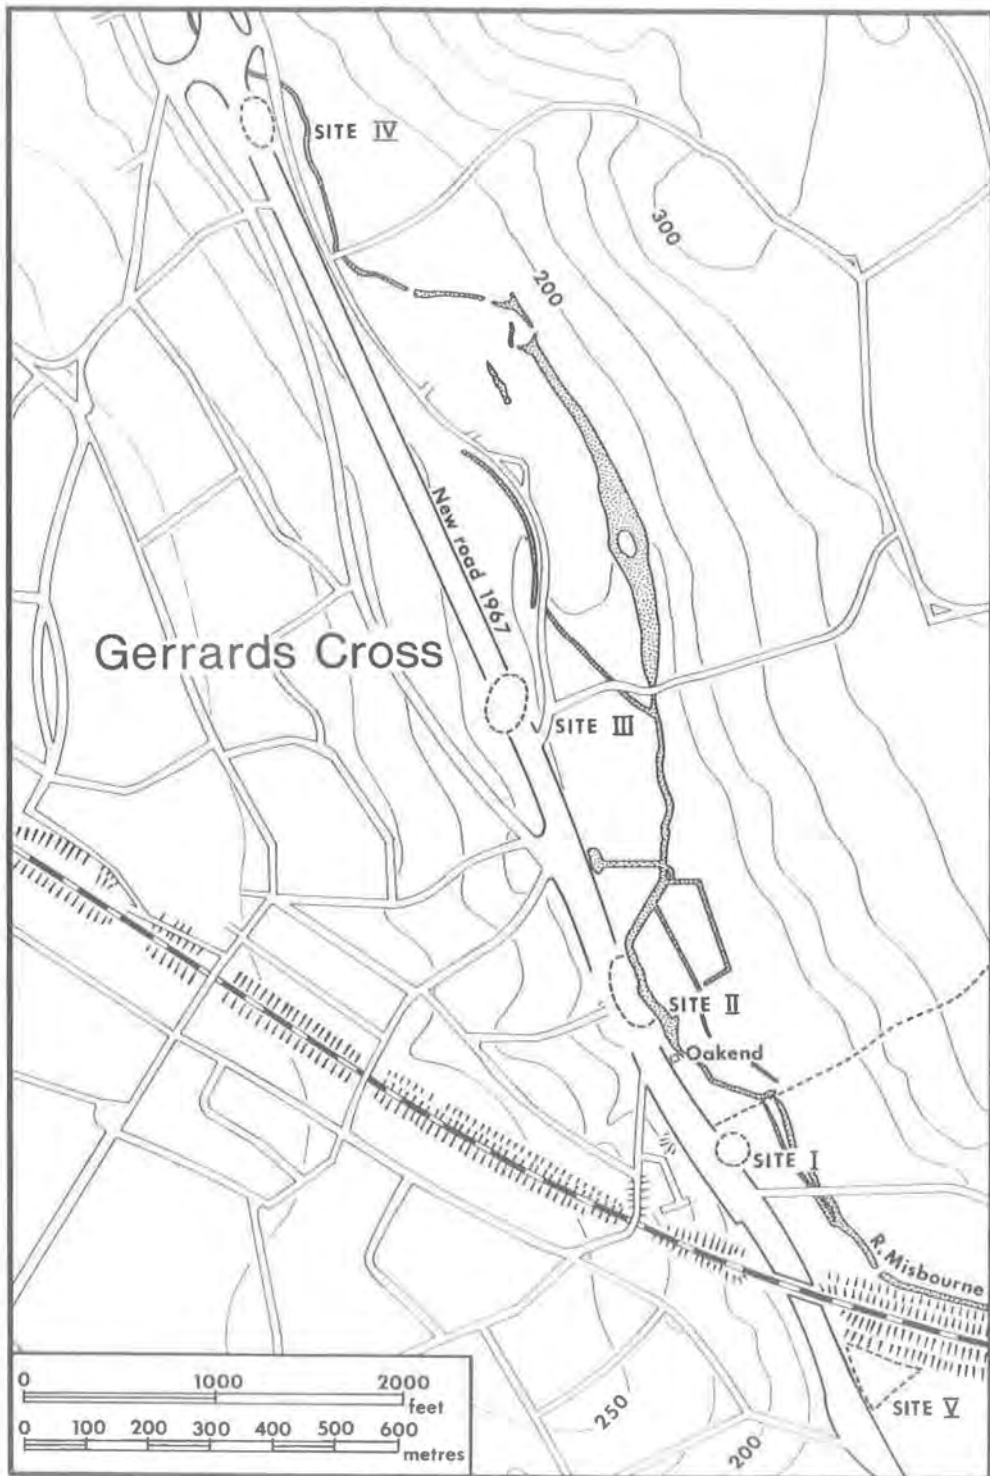 SITE IV
300
200
New road 1967
Gerrards Cross
SITE III
SITE II
Oakend
SITE I
R. Misbourne
0 1000 2000
feet
0 100 200 300 400 500 600
metres
250
SITE V
200